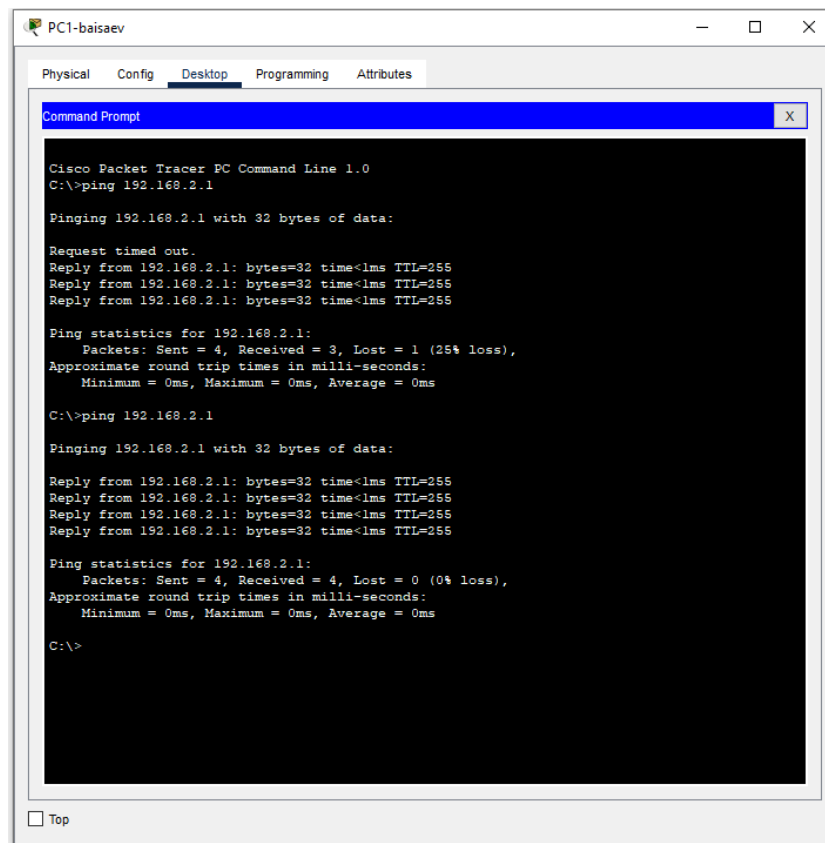 PC1-baisaev
Physical Config Desktop Programming Attributes
Command Prompt
X
Cisco Packet Tracer PC Command Line 1.0
C:\>ping 192.168.2.1
Pinging 192.168.2.1 with 32 bytes of data:
Request timed out.
Reply from 192.168.2.1: bytes=32 time<1ms TTL=255
Reply from 192.168.2.1: bytes=32 time<1ms TTL=255
Reply from 192.168.2.1: bytes=32 time<1ms TTL=255
Ping statistics for 192.168.2.1:
Packets: Sent = 4, Received = 3, Lost = 1 (25% loss),
Approximate round trip times in milli-seconds:
Minimum = 0ms, Maximum = 0ms, Average = 0ms
C:\>ping 192.168.2.1
Pinging 192.168.2.1 with 32 bytes of data:
Reply from 192.168.2.1: bytes=32 time<1ms TTL=255
Reply from 192.168.2.1: bytes=32 time<1ms TTL=255
Reply from 192.168.2.1: bytes=32 time<1ms TTL=255
Reply from 192.168.2.1: bytes=32 time<1ms TTL=255
Ping statistics for 192.168.2.1:
Packets: Sent = 4, Received = 4, Lost = 0 (0% loss),
Approximate round trip times in milli-seconds:
Minimum = 0ms, Maximum = 0ms, Average = 0ms
C:\>
Top